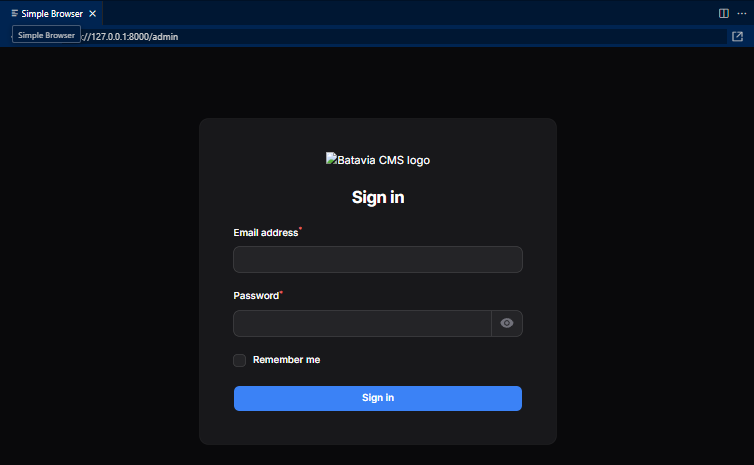 Simple Browser
Simple Browser
://127.0.0.1:8000/admin
Batavia CMS logo
Sign in
Email address*
Password*
Remember me
Sign in